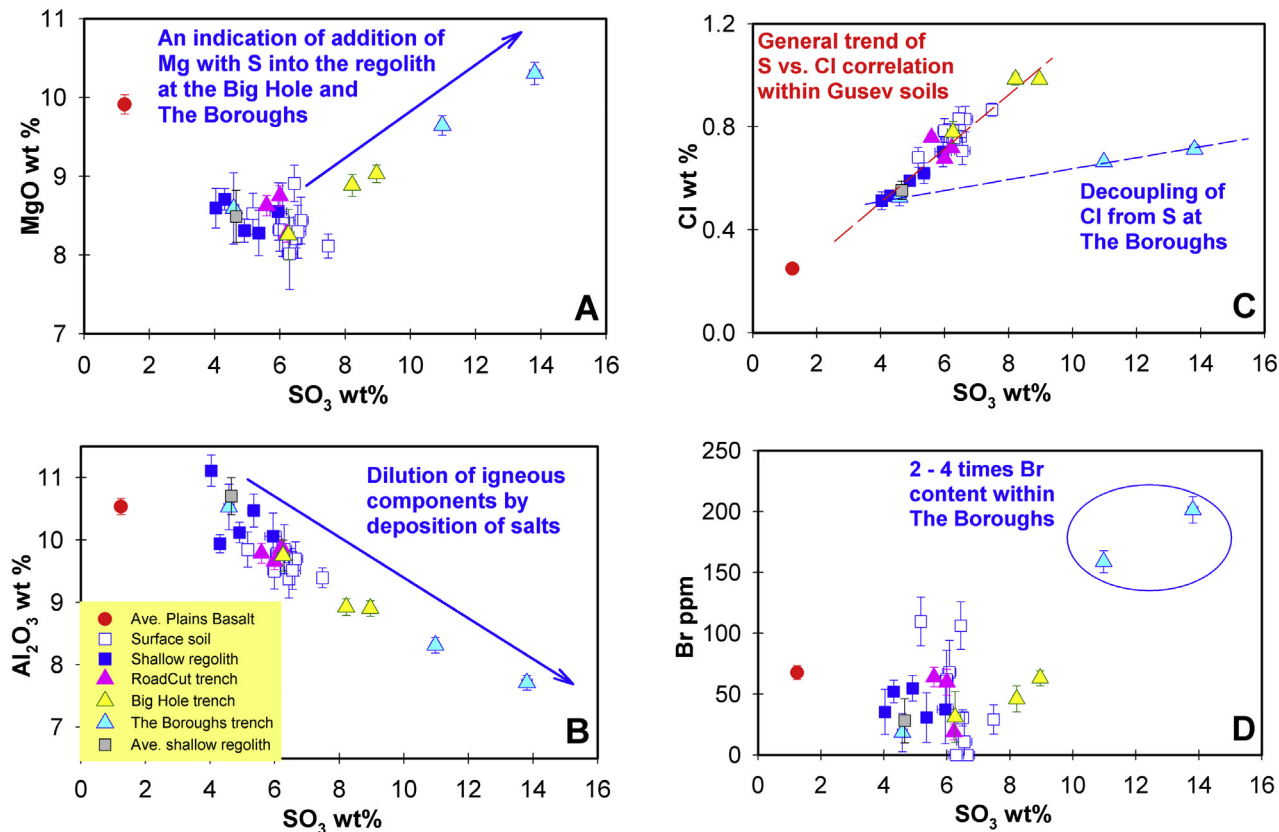 11
10
9
8
7
MgO wt %
An indication of addition of
Mg with S into the regolith
at the Big Hole and
The Boroughs
A
0 2 4 6 8 10 12 14 16
SO3 wt%
1.2
0.8
0.4
0.0
Cl wt %
General trend of
S vs. Cl correlation
within Gusev soils
Decoupling of
Cl from S at
The Boroughs
C
0 2 4 6 8 10 12 14 16
SO3 wt%
11
10
9
8
7
Al2O3 wt %
Dilution of igneous
components by
deposition of salts
Ave. Plains Basalt
Surface soil
Shallow regolith
RoadCut trench
Big Hole trench
The Boroughs trench
Ave. shallow regolith
B
0 2 4 6 8 10 12 14 16
SO3 wt%
250
200
150
100
50
0
Br ppm
2 - 4 times Br
content within
The Boroughs
D
0 2 4 6 8 10 12 14 16
SO3 wt%